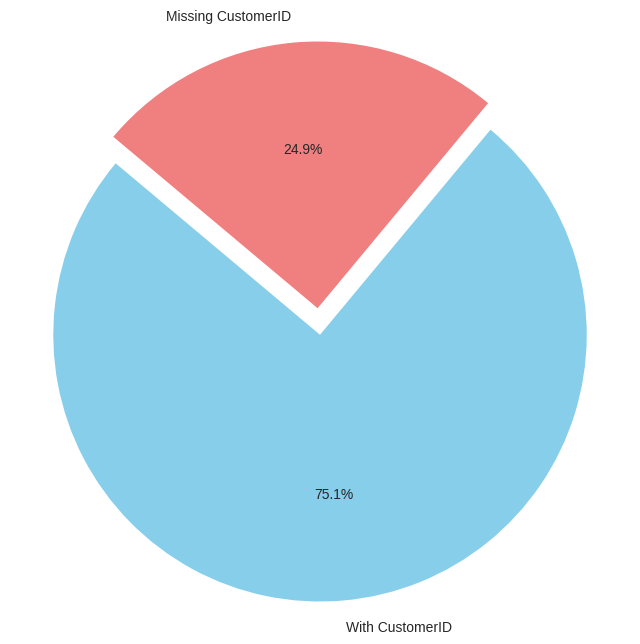 Missing CustomerID
24.9%
75.1%
With CustomerID